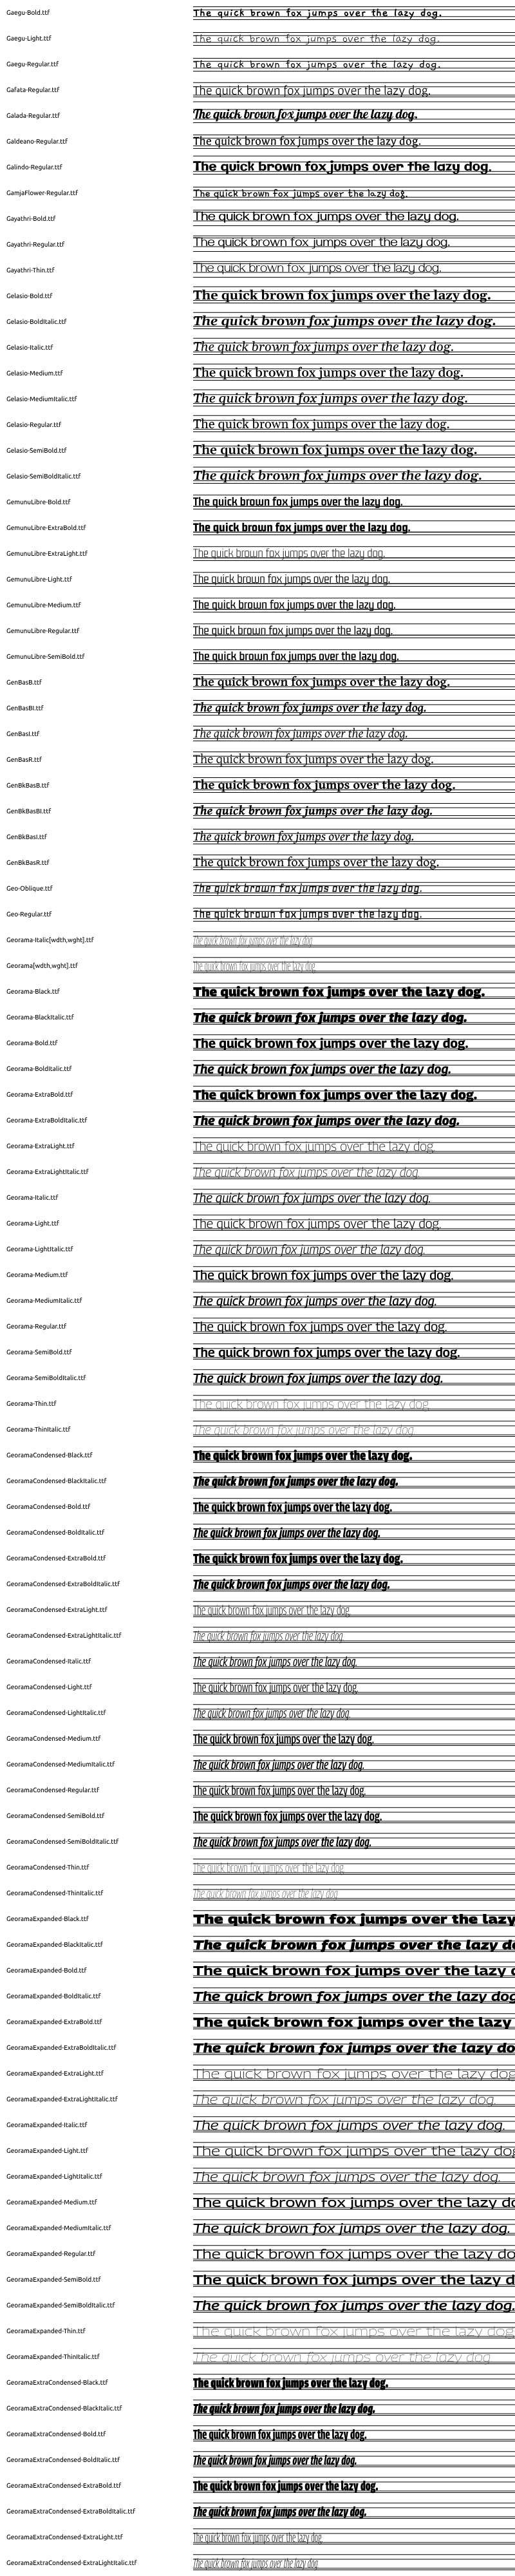 Gaegu-Bold.ttf The quick brown fox jumps over the lazy dog.
Gaegu-Light.ttf The quick brown fox jumps over the lazy dog.
Gaegu-Regular.ttf The quick brown fox jumps over the lazy dog.
Gafata-Regular.ttf The quick brown fox jumps over the lazy dog.
Galada-Regular.ttf The quick brown fox jumps over the lazy dog.
Galdeano-Regular.ttf The quick brown fox jumps over the lazy dog.
Galindo-Regular.ttf The quick brown fox jumps over the lazy dog.
GamjaFlower-Regular.ttf The quick brown fox jumps over the lazy dog.
Gayathri-Bold.ttf The quick brown fox jumps over the lazy dog.
Gayathri-Regular.ttf The quick brown fox jumps over the lazy dog.
Gayathri-Thin.ttf The quick brown fox jumps over the lazy dog.
Gelasio-Bold.ttf The quick brown fox jumps over the lazy dog.
Gelasio-BoldItalic.ttf The quick brown fox jumps over the lazy dog.
Gelasio-Italic.ttf The quick brown fox jumps over the lazy dog.
Gelasio-Medium.ttf The quick brown fox jumps over the lazy dog.
Gelasio-MediumItalic.ttf The quick brown fox jumps over the lazy dog.
Gelasio-Regular.ttf The quick brown fox jumps over the lazy dog.
Gelasio-SemiBold.ttf The quick brown fox jumps over the lazy dog.
Gelasio-SemiBoldItalic.ttf The quick brown fox jumps over the lazy dog.
GemunuLibre-Bold.ttf The quick brown fox jumps over the lazy dog.
GemunuLibre-ExtraBold.ttf The quick brown fox jumps over the lazy dog.
GemunuLibre-ExtraLight.ttf The quick brown fox jumps over the lazy dog.
GemunuLibre-Light.ttf The quick brown fox jumps over the lazy dog.
GemunuLibre-Medium.ttf The quick brown fox jumps over the lazy dog.
GemunuLibre-Regular.ttf The quick brown fox jumps over the lazy dog.
GemunuLibre-SemiBold.ttf The quick brown fox jumps over the lazy dog.
GenBasB.ttf The quick brown fox jumps over the lazy dog.
GenBasBI.ttf The quick brown fox jumps over the lazy dog.
GenBasI.ttf The quick brown fox jumps over the lazy dog.
GenBasR.ttf The quick brown fox jumps over the lazy dog.
GenBkBasB.ttf The quick brown fox jumps over the lazy dog.
GenBkBasBI.ttf The quick brown fox jumps over the lazy dog.
GenBkBasI.ttf The quick brown fox jumps over the lazy dog.
GenBkBasR.ttf The quick brown fox jumps over the lazy dog.
Geo-Oblique.ttf The quick brown fox jumps over the lazy dog.
Geo-Regular.ttf The quick brown fox jumps over the lazy dog.
Georama-Italic[wdth,wght].ttf The quick brown fox jumps over the lazy dog.
Georama[wdth,wght].ttf The quick brown fox jumps over the lazy dog.
Georama-Black.ttf The quick brown fox jumps over the lazy dog.
Georama-BlackItalic.ttf The quick brown fox jumps over the lazy dog.
Georama-Bold.ttf The quick brown fox jumps over the lazy dog.
Georama-BoldItalic.ttf The quick brown fox jumps over the lazy dog.
Georama-ExtraBold.ttf The quick brown fox jumps over the lazy dog.
Georama-ExtraBoldItalic.ttf The quick brown fox jumps over the lazy dog.
Georama-ExtraLight.ttf The quick brown fox jumps over the lazy dog.
Georama-ExtraLightItalic.ttf The quick brown fox jumps over the lazy dog.
Georama-Italic.ttf The quick brown fox jumps over the lazy dog.
Georama-Light.ttf The quick brown fox jumps over the lazy dog.
Georama-LightItalic.ttf The quick brown fox jumps over the lazy dog.
Georama-Medium.ttf The quick brown fox jumps over the lazy dog.
Georama-MediumItalic.ttf The quick brown fox jumps over the lazy dog.
Georama-Regular.ttf The quick brown fox jumps over the lazy dog.
Georama-SemiBold.ttf The quick brown fox jumps over the lazy dog.
Georama-SemiBoldItalic.ttf The quick brown fox jumps over the lazy dog.
Georama-Thin.ttf The quick brown fox jumps over the lazy dog.
Georama-ThinItalic.ttf The quick brown fox jumps over the lazy dog.
GeoramaCondensed-Black.ttf The quick brown fox jumps over the lazy dog.
GeoramaCondensed-BlackItalic.ttf The quick brown fox jumps over the lazy dog.
GeoramaCondensed-Bold.ttf The quick brown fox jumps over the lazy dog.
GeoramaCondensed-BoldItalic.ttf The quick brown fox jumps over the lazy dog.
GeoramaCondensed-ExtraBold.ttf The quick brown fox jumps over the lazy dog.
GeoramaCondensed-ExtraBoldItalic.ttf The quick brown fox jumps over the lazy dog.
GeoramaCondensed-ExtraLight.ttf The quick brown fox jumps over the lazy dog.
GeoramaCondensed-ExtraLightItalic.ttf The quick brown fox jumps over the lazy dog.
GeoramaCondensed-Italic.ttf The quick brown fox jumps over the lazy dog.
GeoramaCondensed-Light.ttf The quick brown fox jumps over the lazy dog.
GeoramaCondensed-LightItalic.ttf The quick brown fox jumps over the lazy dog.
GeoramaCondensed-Medium.ttf The quick brown fox jumps over the lazy dog.
GeoramaCondensed-MediumItalic.ttf The quick brown fox jumps over the lazy dog.
GeoramaCondensed-Regular.ttf The quick brown fox jumps over the lazy dog.
GeoramaCondensed-SemiBold.ttf The quick brown fox jumps over the lazy dog.
GeoramaCondensed-SemiBoldItalic.ttf The quick brown fox jumps over the lazy dog.
GeoramaCondensed-Thin.ttf The quick brown fox jumps over the lazy dog.
GeoramaCondensed-ThinItalic.ttf The quick brown fox jumps over the lazy dog.
GeoramaExpanded-Black.ttf The quick brown fox jumps over the lazy
GeoramaExpanded-BlackItalic.ttf The quick brown fox jumps over the lazy do
GeoramaExpanded-Bold.ttf The quick brown fox jumps over the lazy d
GeoramaExpanded-BoldItalic.ttf The quick brown fox jumps over the lazy dog
GeoramaExpanded-ExtraBold.ttf The quick brown fox jumps over the lazy
GeoramaExpanded-ExtraBoldItalic.ttf The quick brown fox jumps over the lazy do
GeoramaExpanded-ExtraLight.ttf The quick brown fox jumps over the lazy dog
GeoramaExpanded-ExtraLightItalic.ttf The quick brown fox jumps over the lazy dog.
GeoramaExpanded-Italic.ttf The quick brown fox jumps over the lazy dog.
GeoramaExpanded-Light.ttf The quick brown fox jumps over the lazy dog
GeoramaExpanded-LightItalic.ttf The quick brown fox jumps over the lazy dog.
GeoramaExpanded-Medium.ttf The quick brown fox jumps over the lazy do
GeoramaExpanded-MediumItalic.ttf The quick brown fox jumps over the lazy dog.
GeoramaExpanded-Regular.ttf The quick brown fox jumps over the lazy do
GeoramaExpanded-SemiBold.ttf The quick brown fox jumps over the lazy d
GeoramaExpanded-SemiBoldItalic.ttf The quick brown fox jumps over the lazy dog.
GeoramaExpanded-Thin.ttf The quick brown fox jumps over the lazy dog
GeoramaExpanded-ThinItalic.ttf The quick brown fox jumps over the lazy dog.
GeoramaExtraCondensed-Black.ttf The quick brown fox jumps over the lazy dog.
GeoramaExtraCondensed-BlackItalic.ttf The quick brown fox jumps over the lazy dog.
GeoramaExtraCondensed-Bold.ttf The quick brown fox jumps over the lazy dog.
GeoramaExtraCondensed-BoldItalic.ttf The quick brown fox jumps over the lazy dog.
GeoramaExtraCondensed-ExtraBold.ttf The quick brown fox jumps over the lazy dog.
GeoramaExtraCondensed-ExtraBoldItalic.ttf The quick brown fox jumps over the lazy dog.
GeoramaExtraCondensed-ExtraLight.ttf The quick brown fox jumps over the lazy dog.
GeoramaExtraCondensed-ExtraLightItalic.ttf The quick brown fox jumps over the lazy dog.